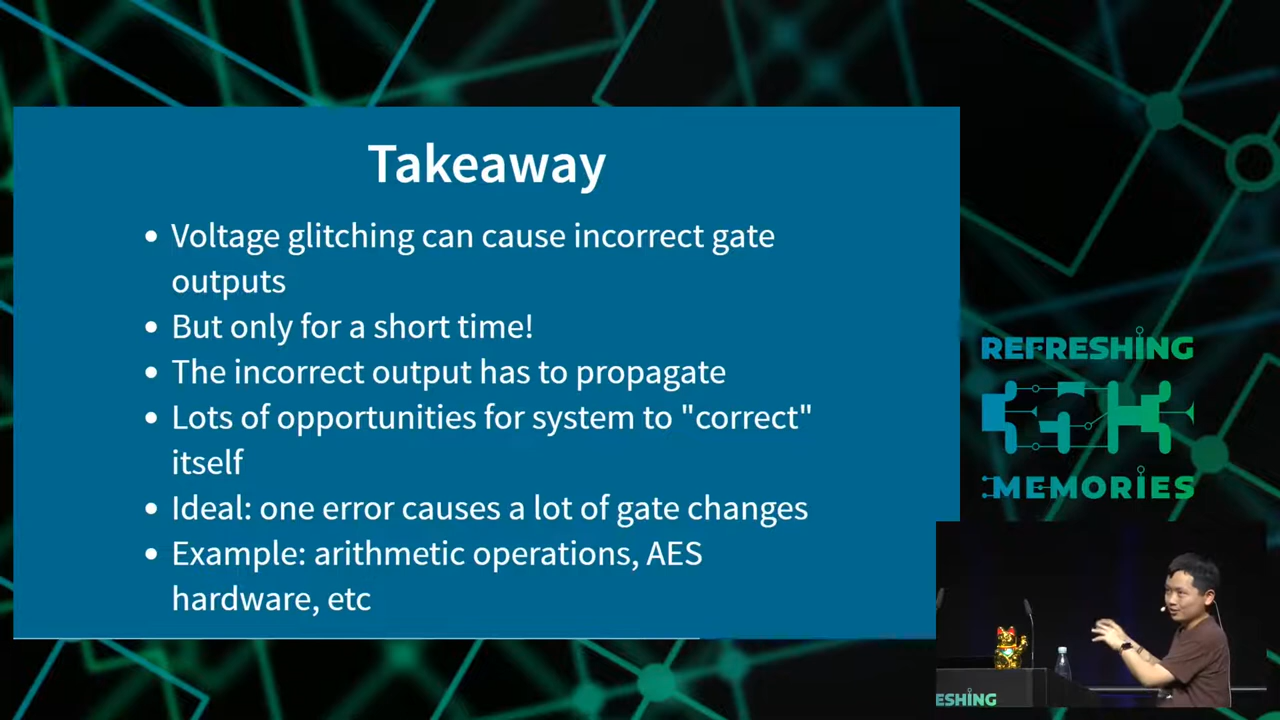 Takeaway
• Voltage glitching can cause incorrect gate
outputs
• But only for a short time!
• The incorrect output has to propagate
• Lots of opportunities for system to "correct"
itself
• Ideal: one error causes a lot of gate changes
• Example: arithmetic operations, AES
hardware, etc
REFRESHING
MEMORIES
ESHING